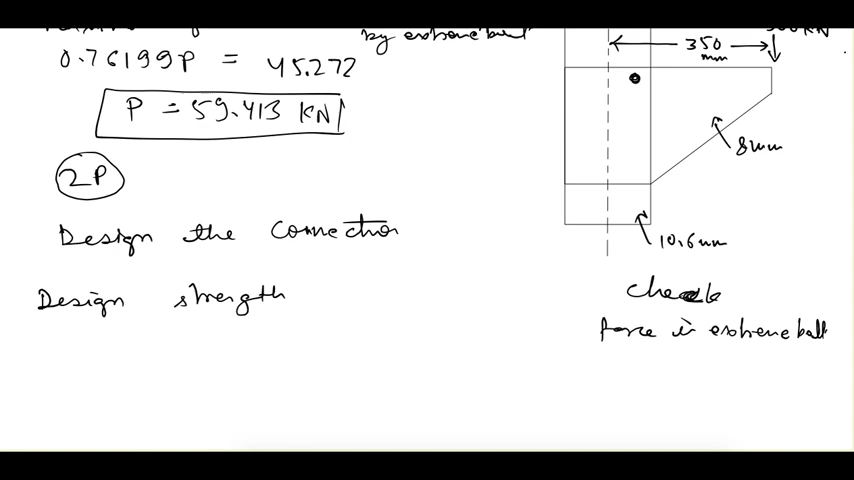 by extreme bolt
0.76199P = 45.272
P = 59.413 KN
2P
Design the connection
Design strength
350
mm
8mm
10.6mm
check
force in extreme bolt